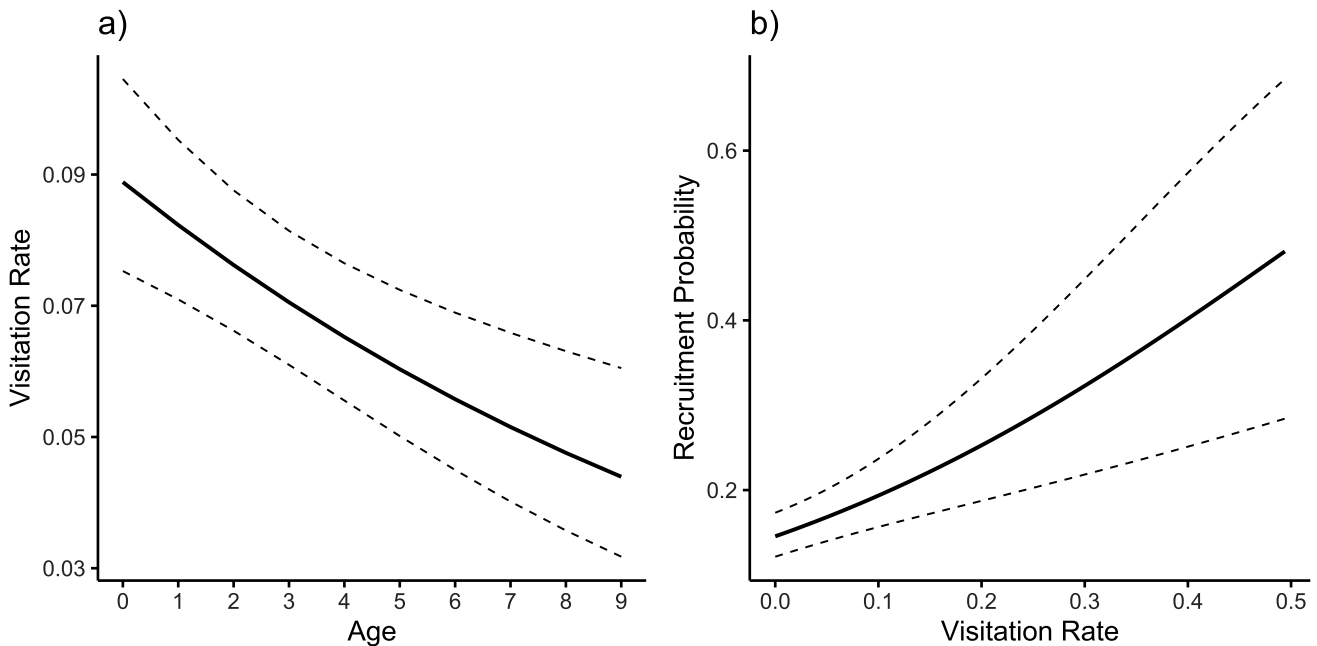 a)
Visitation Rate
0.09
0.07
0.05
0.03
0 1 2 3 4 5 6 7 8 9
Age
b)
Recruitment Probability
0.6
0.4
0.2
0.0 0.1 0.2 0.3 0.4 0.5
Visitation Rate